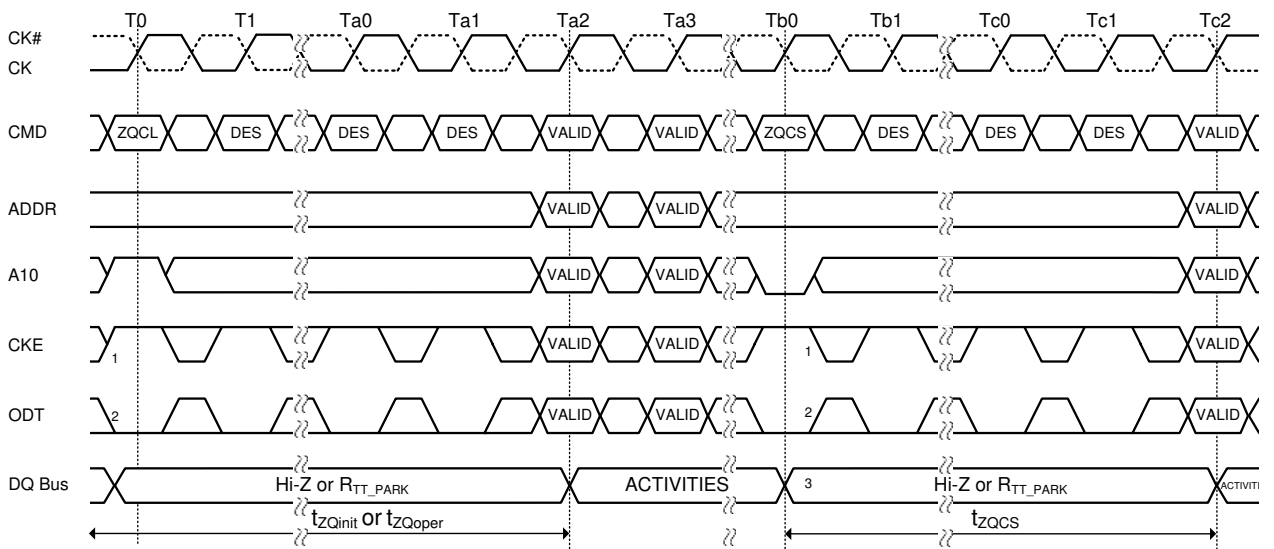 T0 T1 Ta0 Ta1 Ta2 Ta3 Tb0 Tb1 Tc0 Tc1 Tc2
CK#
CK
CMD ZQCL DES DES DES VALID VALID ZQCS DES DES DES VALID
ADDR VALID VALID VALID
A10 VALID VALID VALID
CKE 1 VALID VALID 1 VALID
ODT 2 VALID VALID 2 VALID
DQ Bus Hi-Z or RTT_PARK ACTIVITIES 3 Hi-Z or RTT_PARK ACTIVITI
tZQinit or tZQoper tZQCS